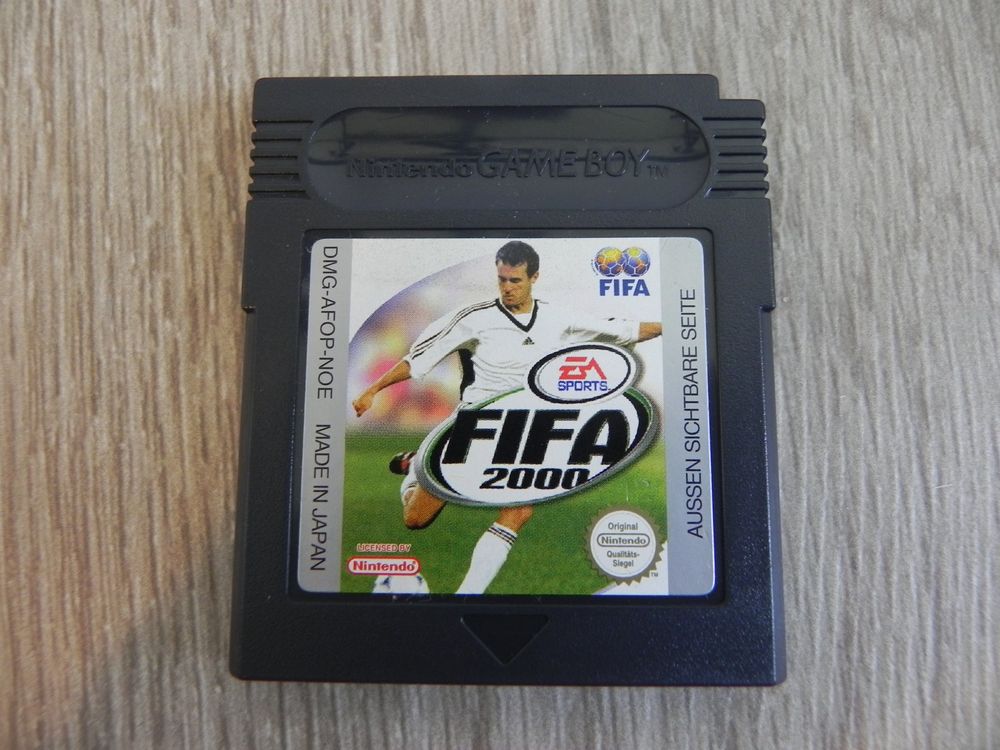 Nintendo GAME BOY TM
DMG-AFOP-NOE MADE IN JAPAN
FIFA
EA
SPORTS
FIFA
2000
LICENSED BY
Nintendo
Original
Nintendo
Qualitäts-
Siegel
TM
AUSSEN SICHTBARE SEITE